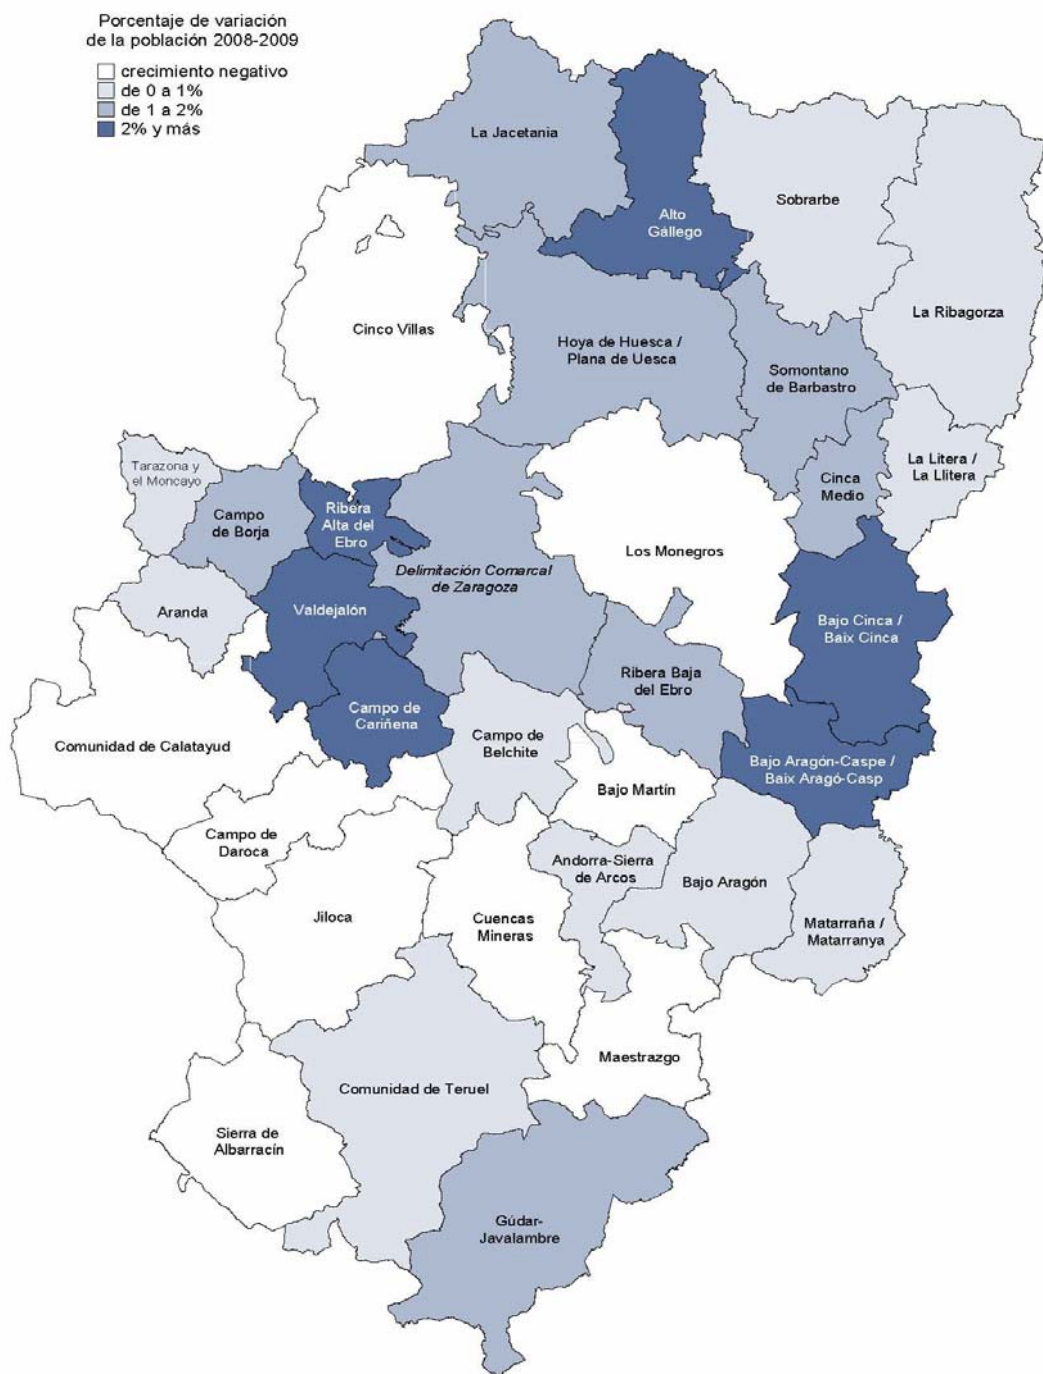 Porcentaje de variación
de la población 2008-2009
crecimiento negativo
de 0 a 1%
de 1 a 2%
2% y más
La Jacetania
Alto
Gállego
Sobrarbe
La Ribagorza
Cinco Villas
Hoya de Huesca /
Plana de Uesca
Somontano
de Barbastro
Tarazona y
el Moncayo
La Litera /
La Llitera
Cinca
Medio
Campo
de Borja
Ribera
Alta del
Ebro
Los Monegros
Delimitación Comarcal
de Zaragoza
Aranda
Valdejalón
Bajo Cinca /
Baix Cinca
Ribera Baja
del Ebro
Campo de
Cariñena
Comunidad de Calatayud
Campo de
Belchite
Bajo Aragón-Caspe /
Baix Aragó-Casp
Bajo Martín
Campo de
Daroca
Andorra-Sierra
de Arcos
Bajo Aragón
Jiloca
Cuencas
Mineras
Matarraña /
Matarranya
Maestrazgo
Comunidad de Teruel
Sierra de
Albarracín
Gúdar-
Javalambre